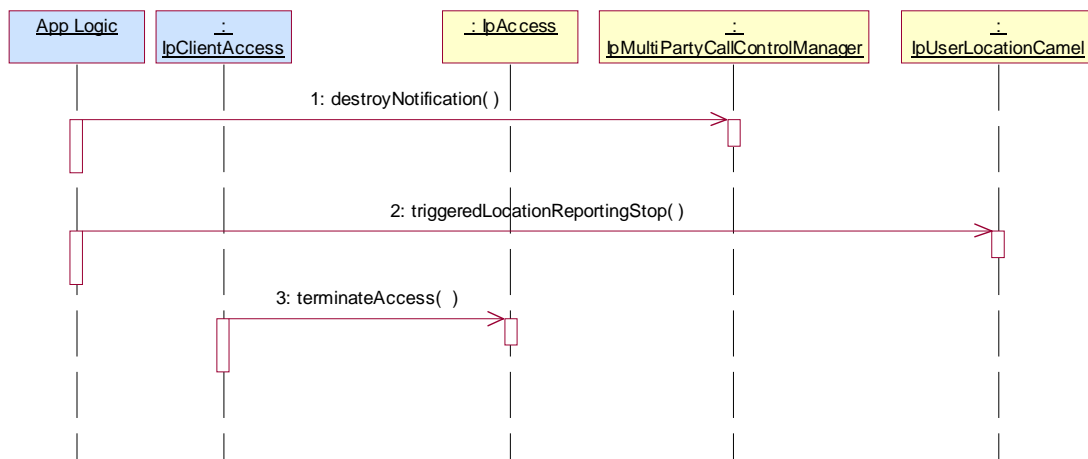 App Logic
:
IpClientAccess
: IpAccess
:
IpMultiPartyCallControlManager
:
IpUserLocationCamel
1: destroyNotification( )
2: triggeredLocationReportingStop( )
3: terminateAccess(  )